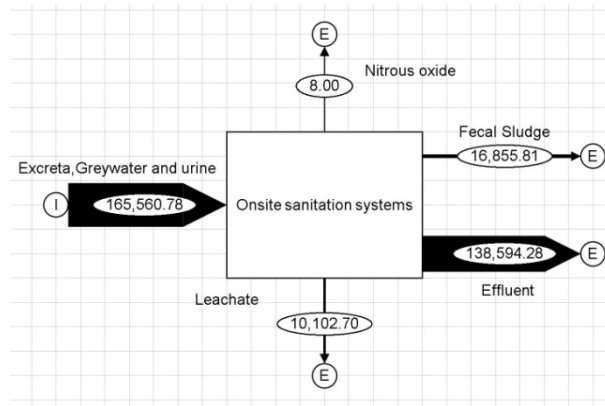 E
Nitrous oxide
8.00
Fecal Sludge
16,855.81
E
Excreta,Greywater and urine
I
165,560.78
Onsite sanitation systems
138,594.28
E
Effluent
Leachate
10,102.70
E